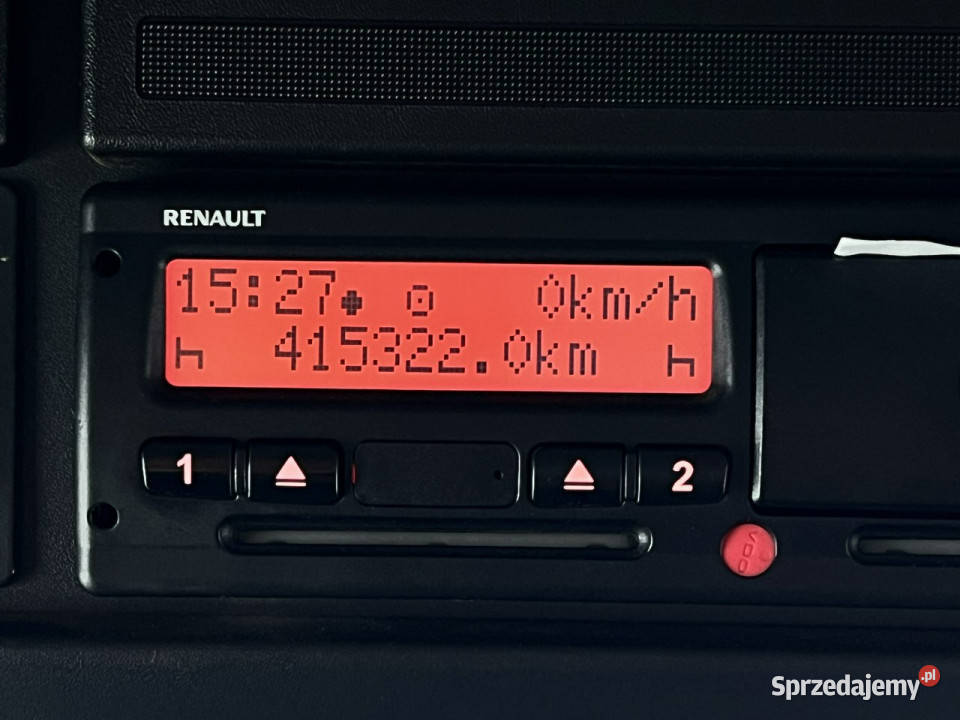 RENAULT
15:27 0km/h
415322.0km
1 2
Sprzedajemy.pl